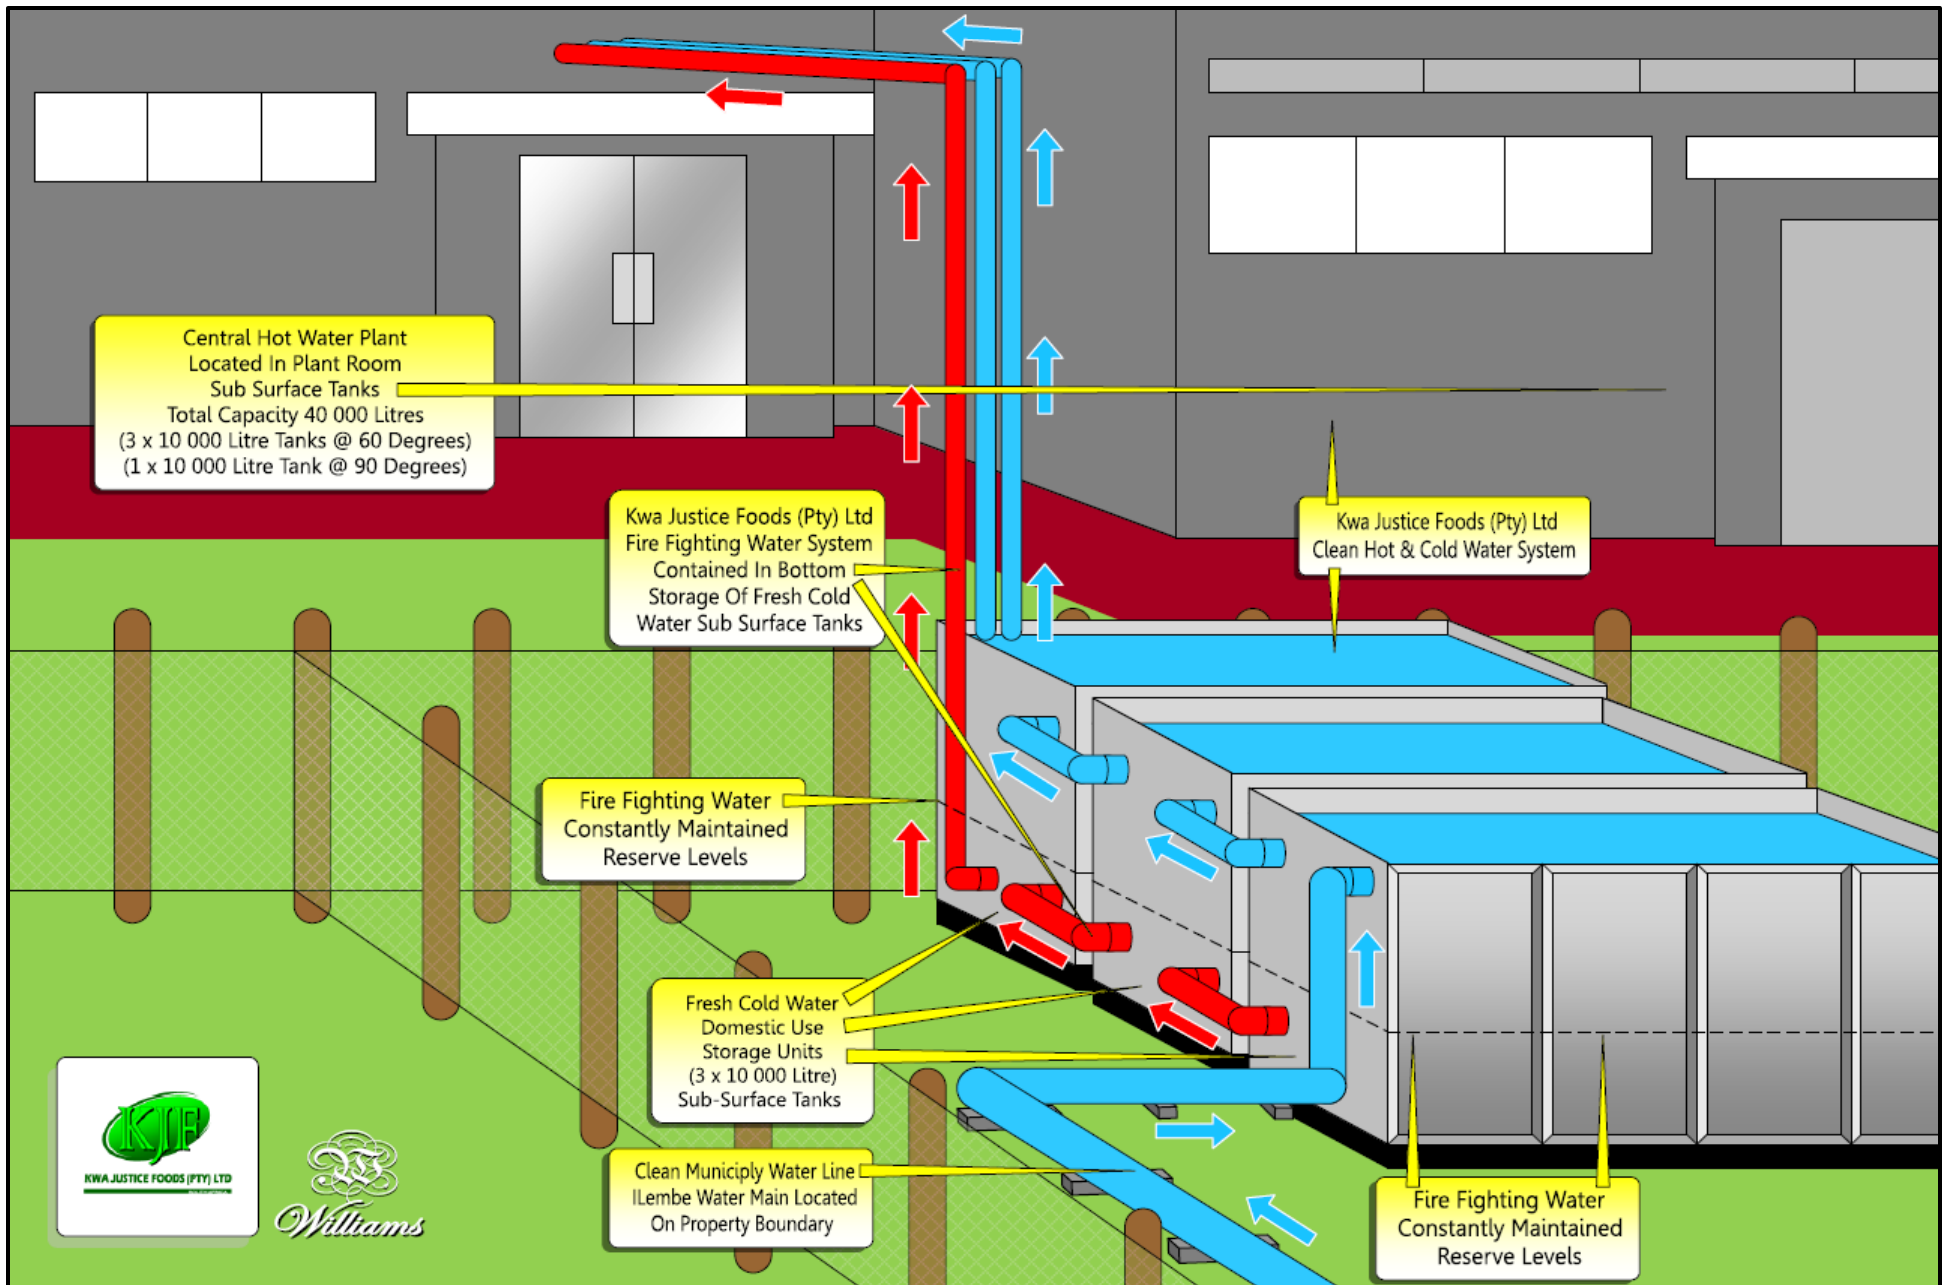 Central Hot Water Plant
Located In Plant Room
Sub Surface Tanks
Total Capacity 40 000 Litres
(3 x 10 000 Litre Tanks @ 60 Degrees)
(1 x 10 000 Litre Tank @ 90 Degrees)
Kwa Justice Foods (Pty) Ltd
Fire Fighting Water System
Contained In Bottom
Storage Of Fresh Cold
Water Sub Surface Tanks
Kwa Justice Foods (Pty) Ltd
Clean Hot & Cold Water System
Fire Fighting Water
Constantly Maintained
Reserve Levels
Fresh Cold Water
Domestic Use
Storage Units
(3 x 10 000 Litre)
Sub-Surface Tanks
Clean Municiply Water Line
ILembe Water Main Located
On Property Boundary
Fire Fighting Water
Constantly Maintained
Reserve Levels
KJF
KWA JUSTICE FOODS (PTY) LTD
Williams